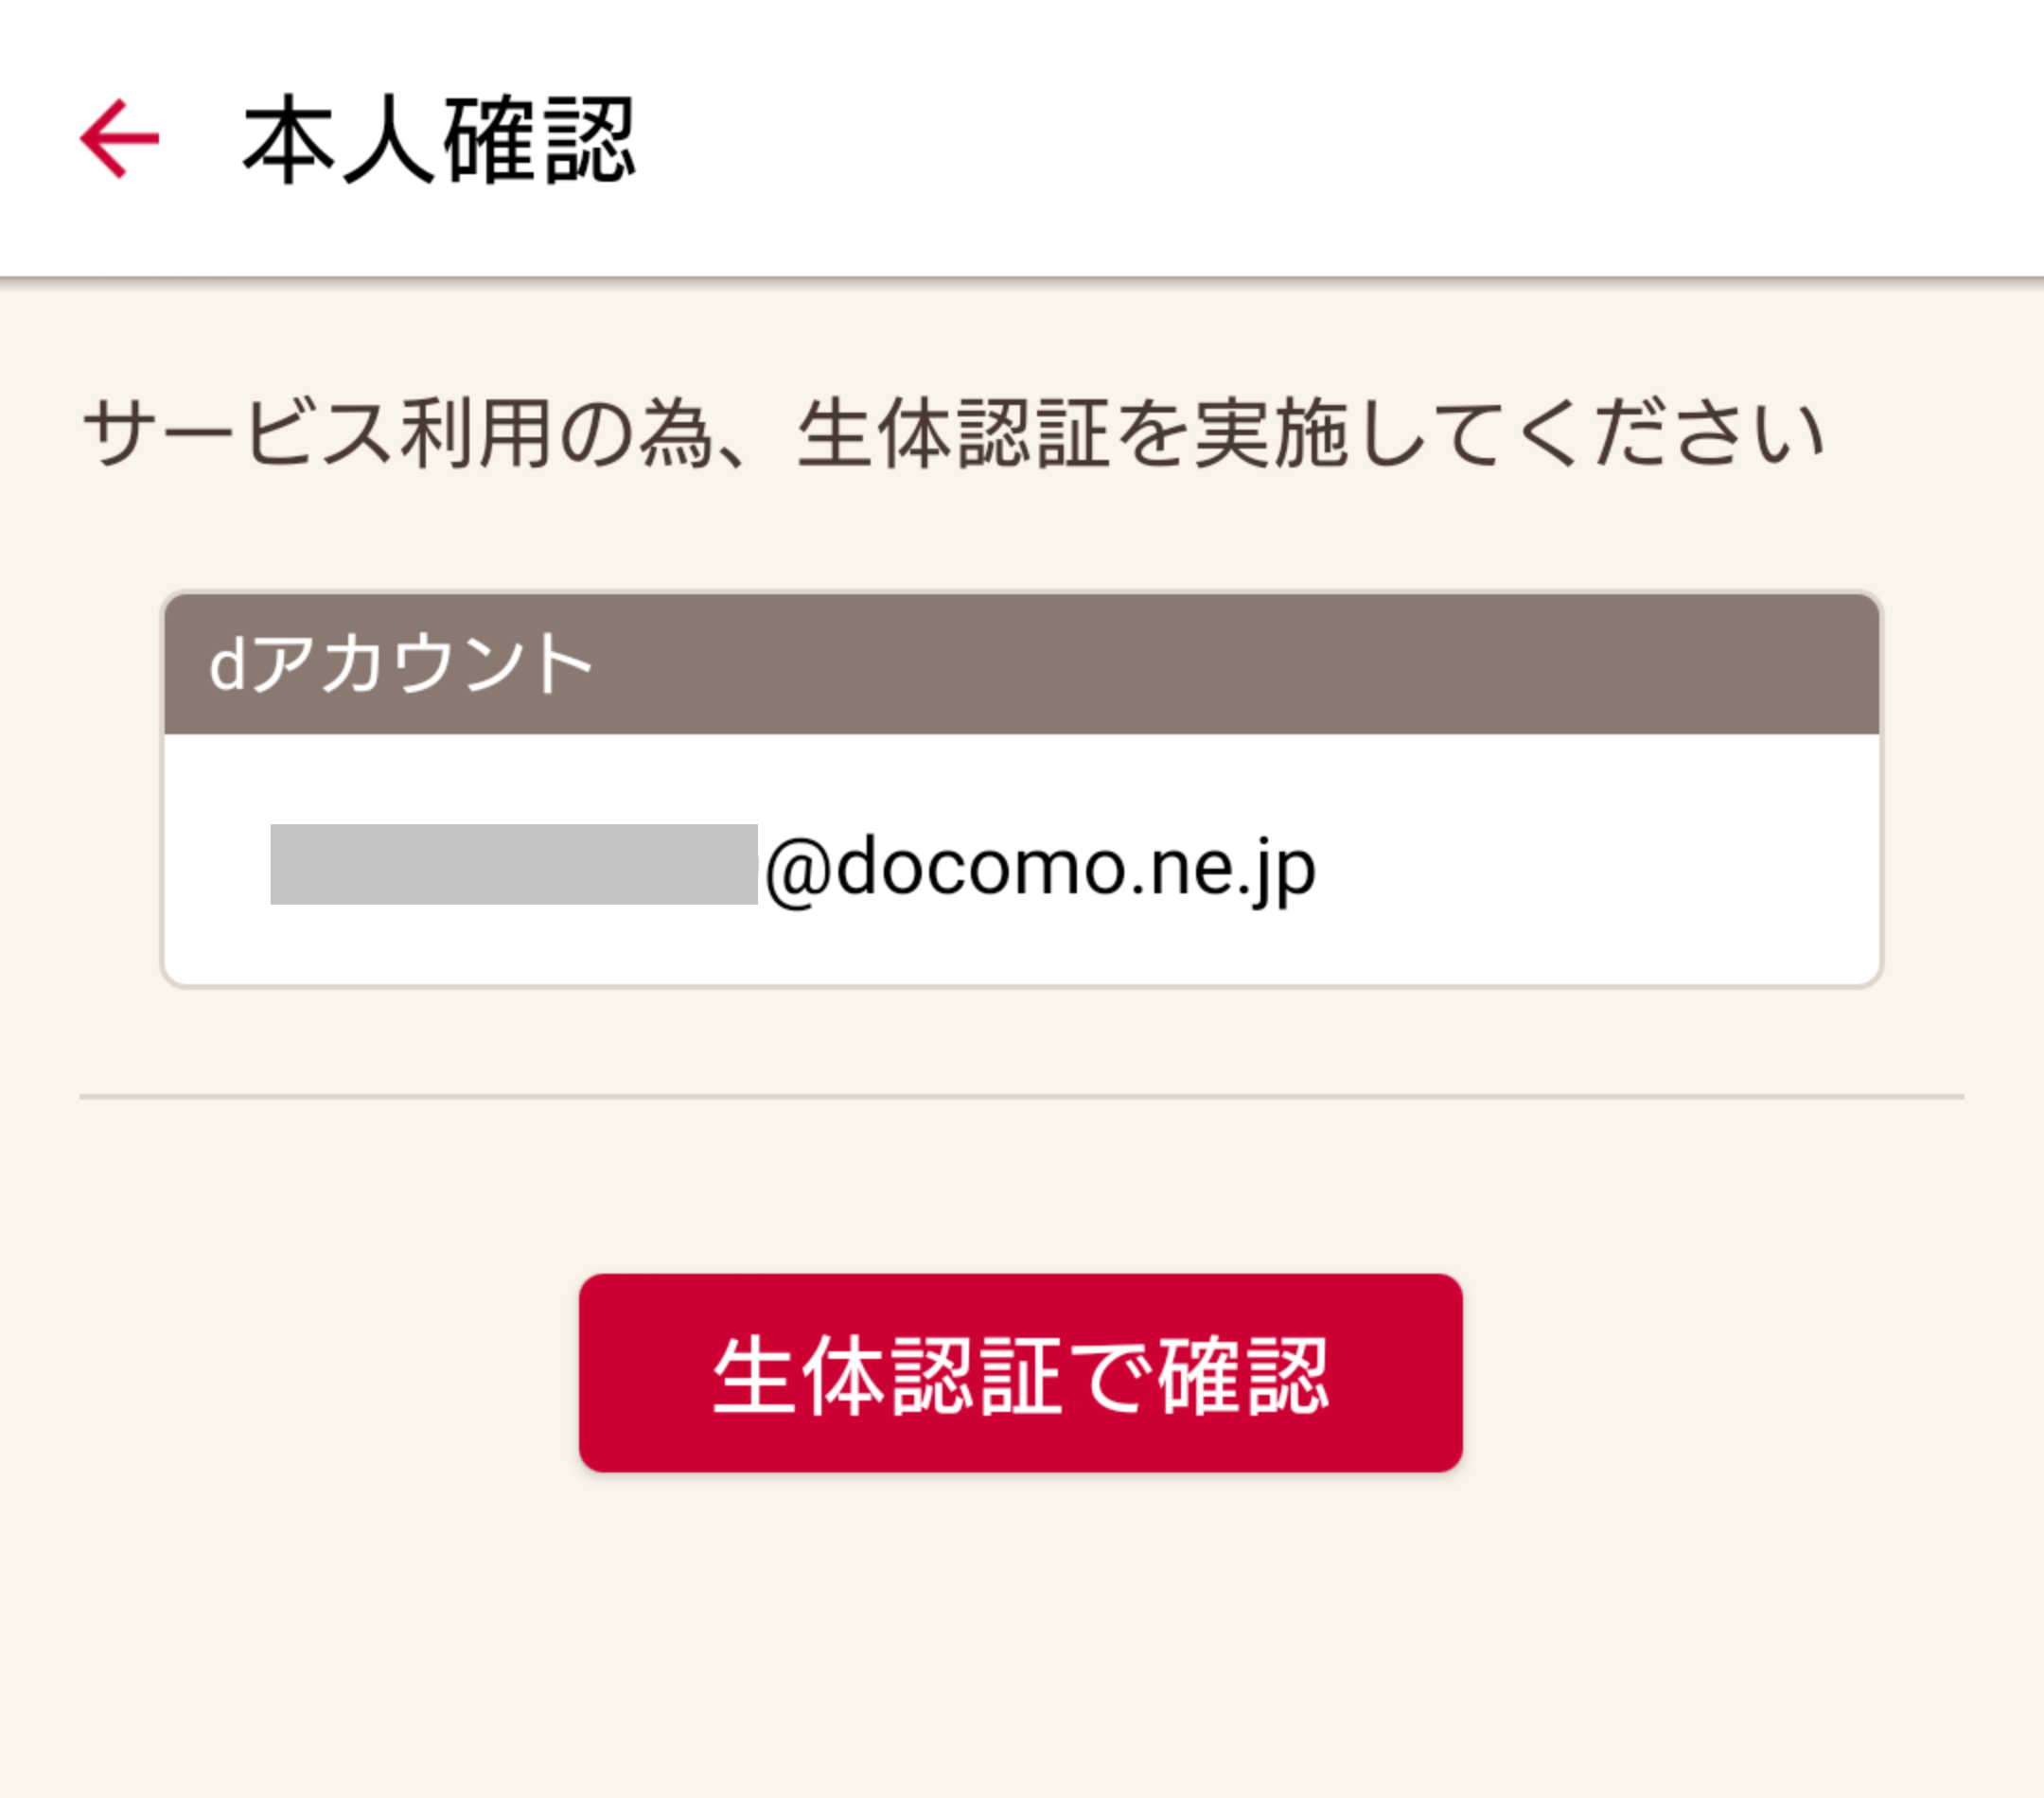 本人確認
サービス利用の為、生体認証を実施してください
dアカウント
@docomo.ne.jp
生体認証で確認